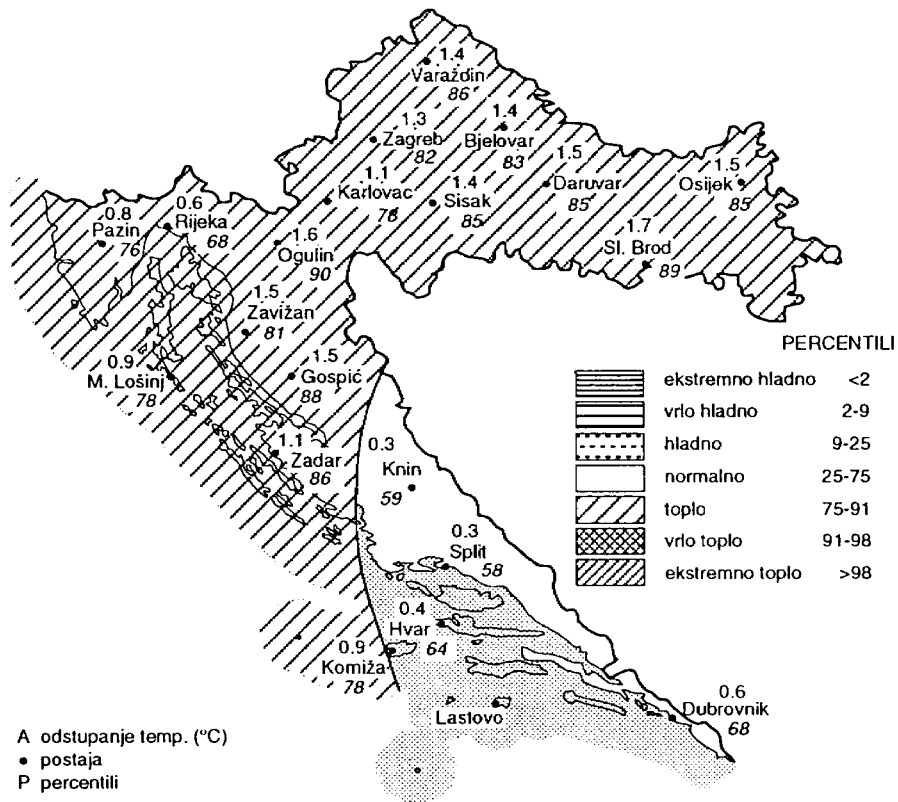 1.4
Varaždin
86
1.3
Zagreb
82
1.4
Bjelovar
83
1.1
Karlovac
78
1.4
Sisak
85
1.5
Daruvar
85
1.5
Osijek
85
1.7
Sl. Brod
89
0.8
Pazin
76
0.6
Rijeka
68
1.6
Ogulin
90
1.5
Zavižan
81
0.9
M. Lošinj
78
1.5
Gospić
88
1.1
Zadar
86
0.3
Knin
59
0.3
Split
58
0.4
Hvar
64
0.9
Komiža
78
Lastovo
0.6
Dubrovnik
68
PERCENTILI
ekstremno hladno <2
vrlo hladno 2-9
hladno 9-25
normalno 25-75
toplo 75-91
vrlo toplo 91-98
ekstremno toplo >98
A odstupanje temp. (°C)
• postaja
P percentili